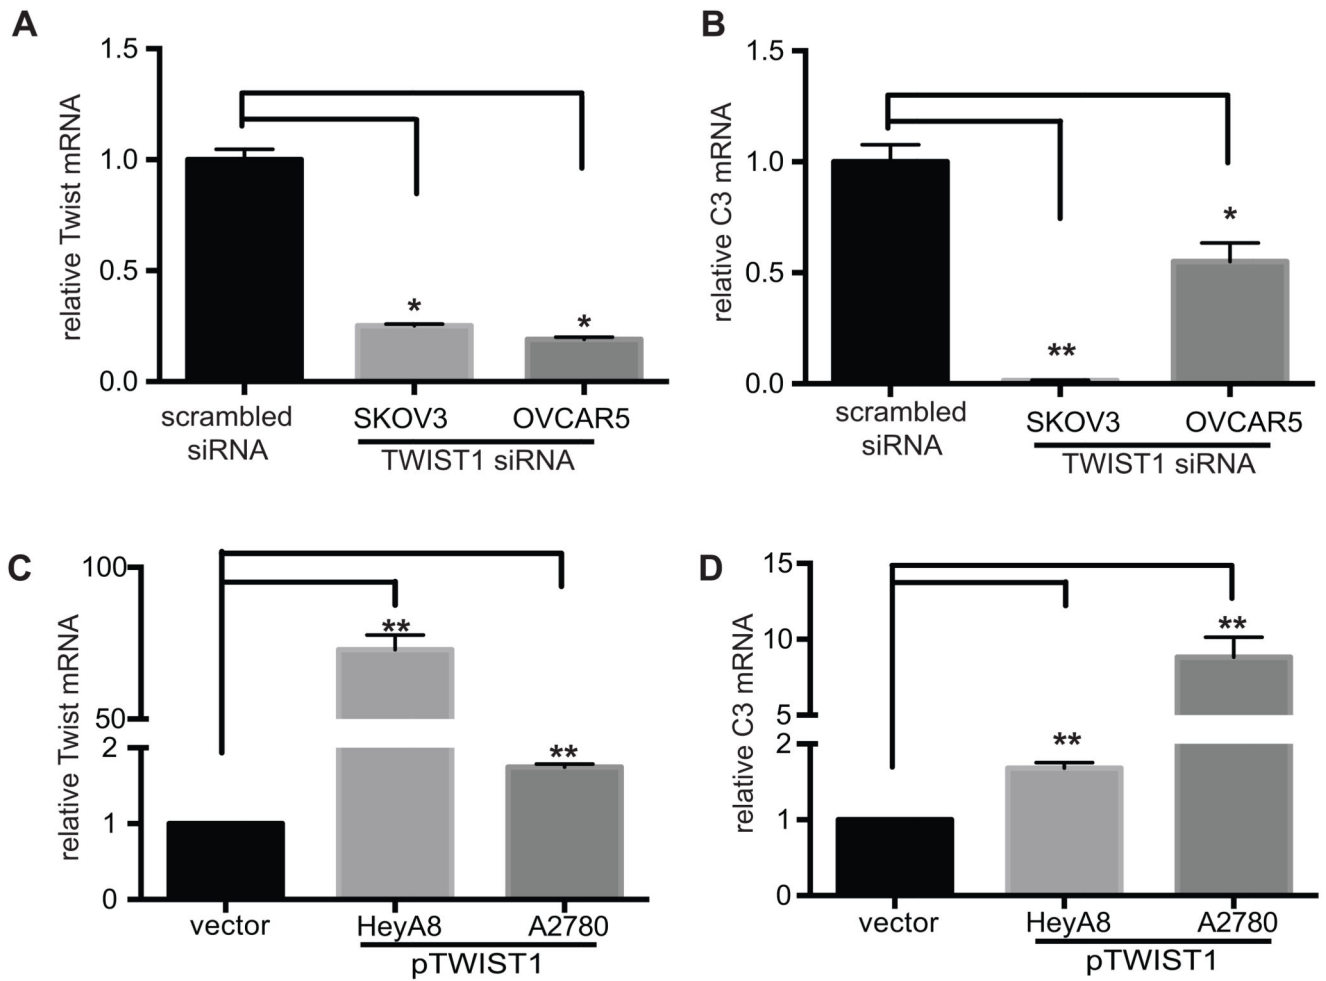 A
relative Twist mRNA
1.5
1.0
0.5
0.0
*
*
scrambled
siRNA
SKOV3
OVCAR5
TWIST1 siRNA
B
relative C3 mRNA
1.5
1.0
0.5
0.0
**
*
scrambled
siRNA
SKOV3
OVCAR5
TWIST1 siRNA
C
relative Twist mRNA
100
50
2
1
0
**
**
vector
HeyA8
A2780
pTWIST1
D
relative C3 mRNA
15
10
5
2
1
0
**
**
vector
HeyA8
A2780
pTWIST1